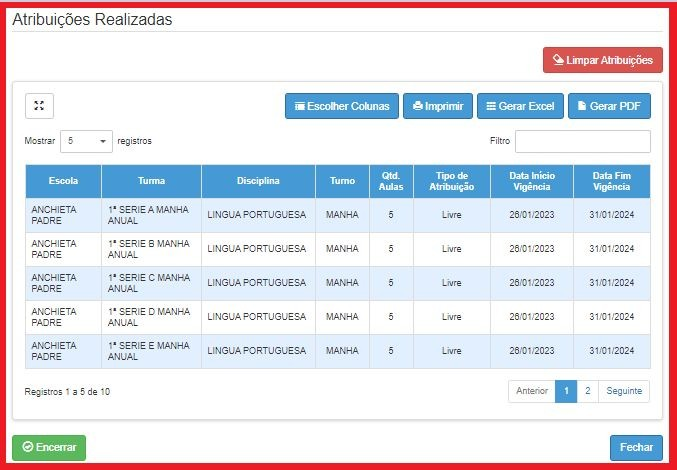 Atribuições Realizadas
Limpar Atribuições
Escolher Colunas Imprimir Gerar Excel Gerar PDF
Mostrar 5 registros Filtro
Escola Turma Disciplina Turno Qtd. Aulas Tipo de Atribuição Data Início Vigência Data Fim Vigência
ANCHIETA PADRE 1ª SERIE A MANHA ANUAL LINGUA PORTUGUESA MANHA 5 Livre 26/01/2023 31/01/2024
ANCHIETA PADRE 1ª SERIE B MANHA ANUAL LINGUA PORTUGUESA MANHA 5 Livre 26/01/2023 31/01/2024
ANCHIETA PADRE 1ª SERIE C MANHA ANUAL LINGUA PORTUGUESA MANHA 5 Livre 26/01/2023 31/01/2024
ANCHIETA PADRE 1ª SERIE D MANHA ANUAL LINGUA PORTUGUESA MANHA 5 Livre 26/01/2023 31/01/2024
ANCHIETA PADRE 1ª SERIE E MANHA ANUAL LINGUA PORTUGUESA MANHA 5 Livre 26/01/2023 31/01/2024
Registros 1 a 5 de 10 Anterior 1 2 Seguinte
Encerrar Fechar